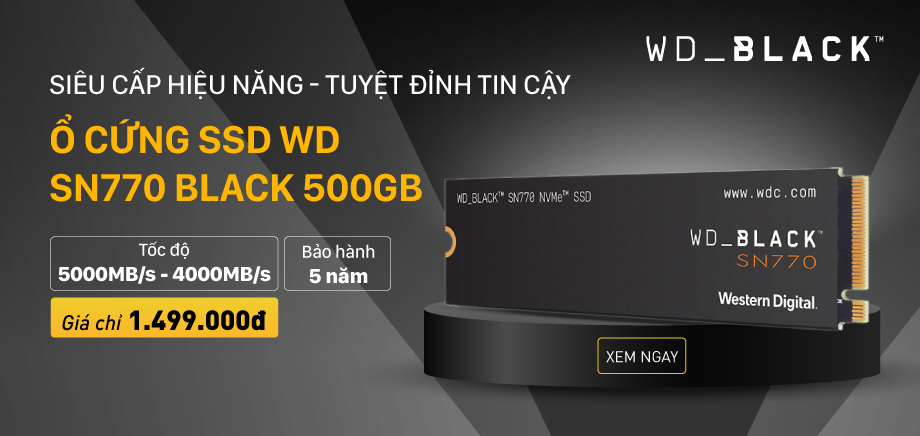 WD_BLACK™
SIÊU CẤP HIỆU NĂNG - TUYỆT ĐỈNH TIN CẬY
Ổ CỨNG SSD WD
SN770 BLACK 500GB
Tốc độ
5000MB/s - 4000MB/s
Bảo hành
5 năm
Giá chỉ 1.499.000đ
WD_BLACK™ SN770 NVMe™ SSD
www.wdc.com
WD_BLACK™
SN770
Western Digital.
XEM NGAY